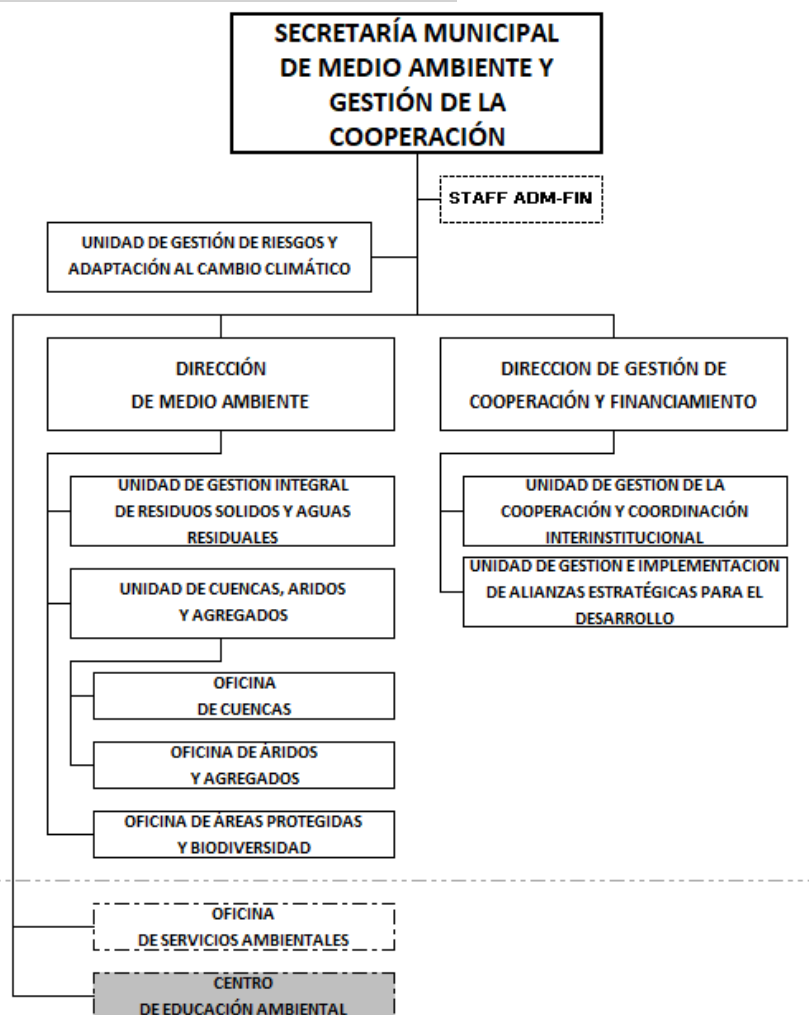 SECRETARÍA MUNICIPAL
DE MEDIO AMBIENTE Y
GESTIÓN DE LA
COOPERACIÓN
STAFF ADM-FIN
UNIDAD DE GESTIÓN DE RIESGOS Y
ADAPTACIÓN AL CAMBIO CLIMÁTICO
DIRECCIÓN
DE MEDIO AMBIENTE
DIRECCION DE GESTIÓN DE
COOPERACIÓN Y FINANCIAMIENTO
UNIDAD DE GESTION INTEGRAL
DE RESIDUOS SOLIDOS Y AGUAS
RESIDUALES
UNIDAD DE GESTION DE LA
COOPERACIÓN Y COORDINACIÓN
INTERINSTITUCIONAL
UNIDAD DE CUENCAS, ARIDOS
Y AGREGADOS
UNIDAD DE GESTION E IMPLEMENTACION
DE ALIANZAS ESTRATÉGICAS PARA EL
DESARROLLO
OFICINA
DE CUENCAS
OFICINA DE ÁRIDOS
Y AGREGADOS
OFICINA DE ÁREAS PROTEGIDAS
Y BIODIVERSIDAD
OFICINA
DE SERVICIOS AMBIENTALES
CENTRO
DE EDUCACIÓN AMBIENTAL